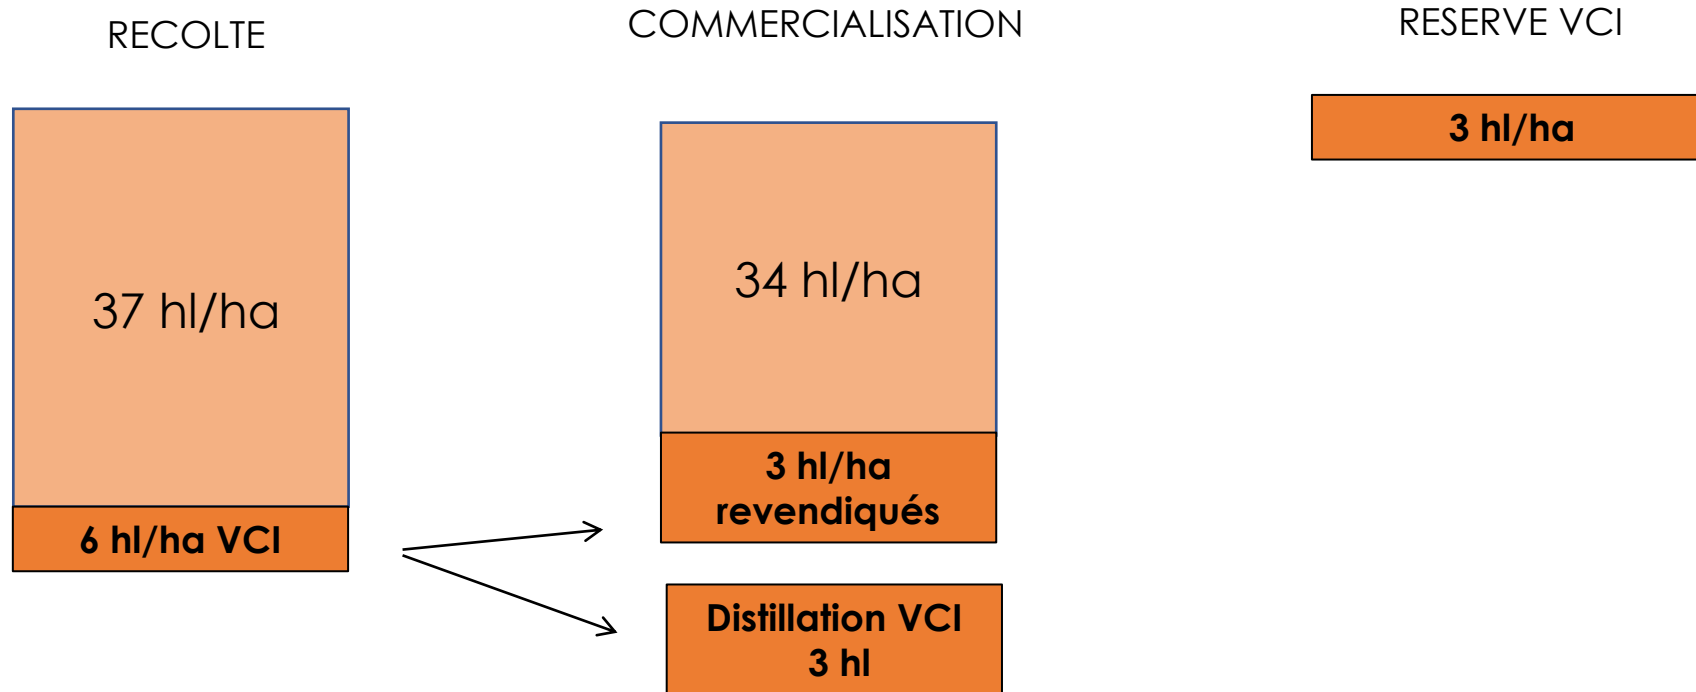 RECOLTE
COMMERCIALISATION
RESERVE VCI
37 hl/ha
6 hl/ha VCI
34 hl/ha
3 hl/ha
revendiqués
Distillation VCI
3 hl
3 hl/ha